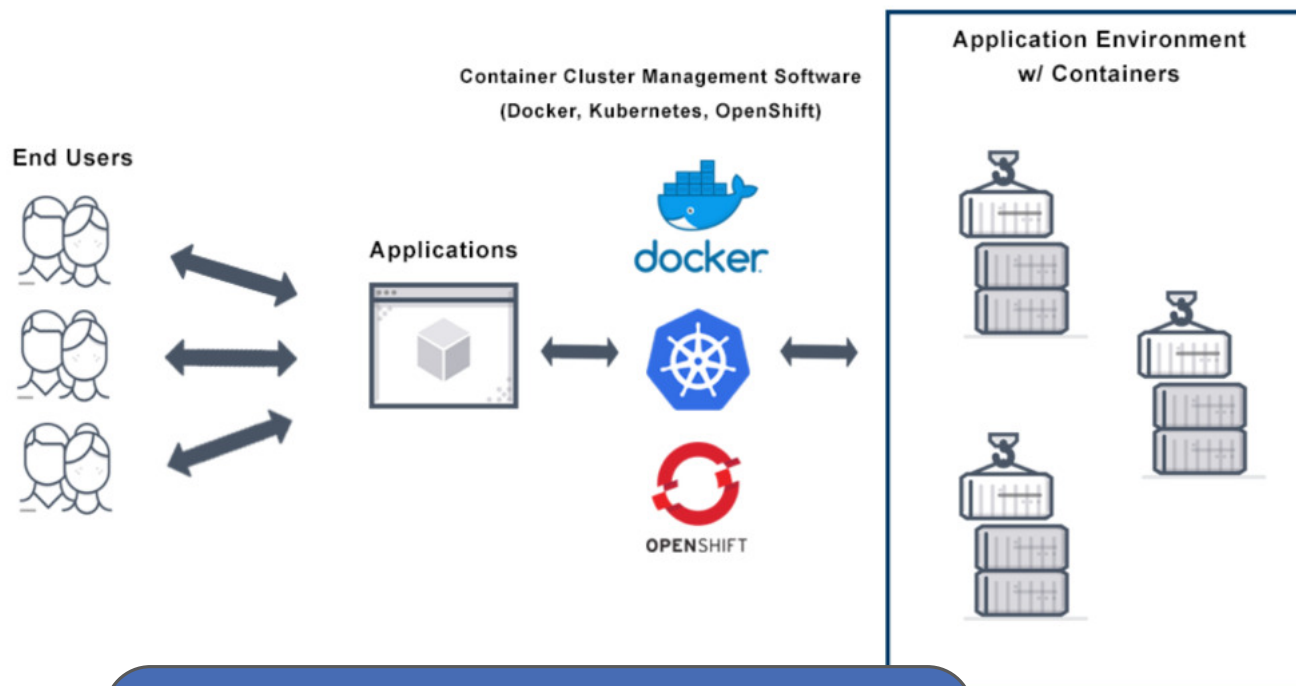 Application Environment
w/ Containers
Container Cluster Management Software
(Docker, Kubernetes, OpenShift)
End Users
Applications
docker
OPENSHIFT